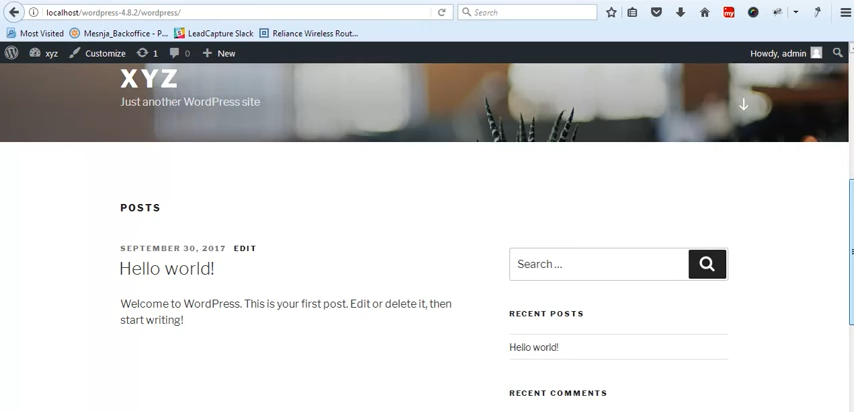 localhost/wordpress-4.8.2/wordpress/
Search
Most Visited Mesnja_Backoffice - P... LeadCapture Slack Reliance Wireless Rout...
xyz Customize 1 0 New Howdy, admin
XYZ
Just another WordPress site
POSTS
SEPTEMBER 30, 2017 EDIT
Hello world!
Welcome to WordPress. This is your first post. Edit or delete it, then
start writing!
Search ...
RECENT POSTS
Hello world!
RECENT COMMENTS